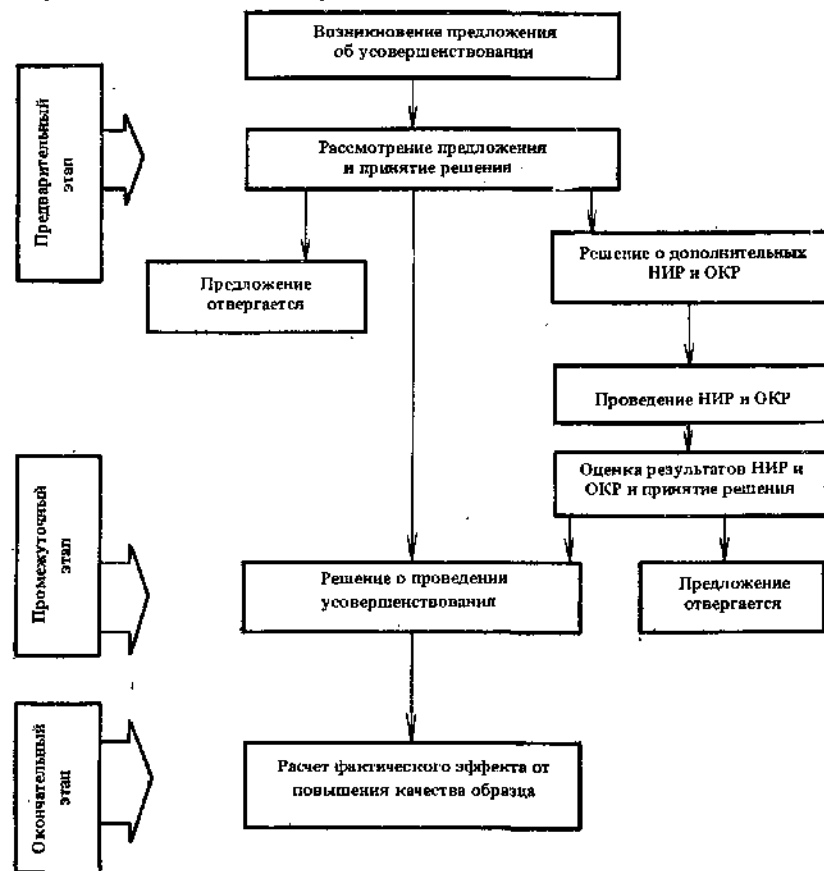 Возникновение предложения
об усовершенствовании
Предварительный
этап
Рассмотрение предложения
и принятие решения
Предложение
отвергается
Решение о дополнительных
НИР и ОКР
Проведение НИР и ОКР
Оценка результатов НИР и
ОКР и принятие решения
Промежуточный
этап
Решение о проведении
усовершенствования
Предложение
отвергается
Окончательный
этап
Расчет фактического эффекта от
повышения качества образца